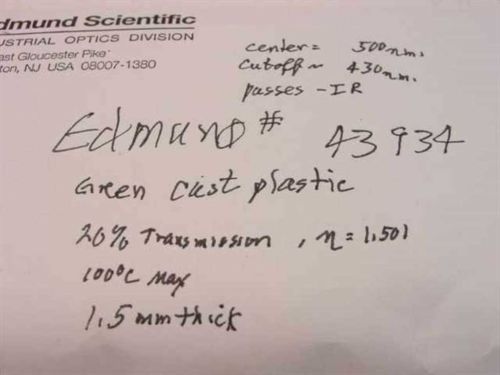 dmund Scientific
USTRIAL OPTICS DIVISION
ast Gloucester Pike
ton, NJ USA 08007-1380
center = 500nm.
cutoff ~ 430nm.
passes - IR
Edmund # 43934
Green cast plastic
20% Transmission, n = 1.501
100°C Max
1.5 mm thick